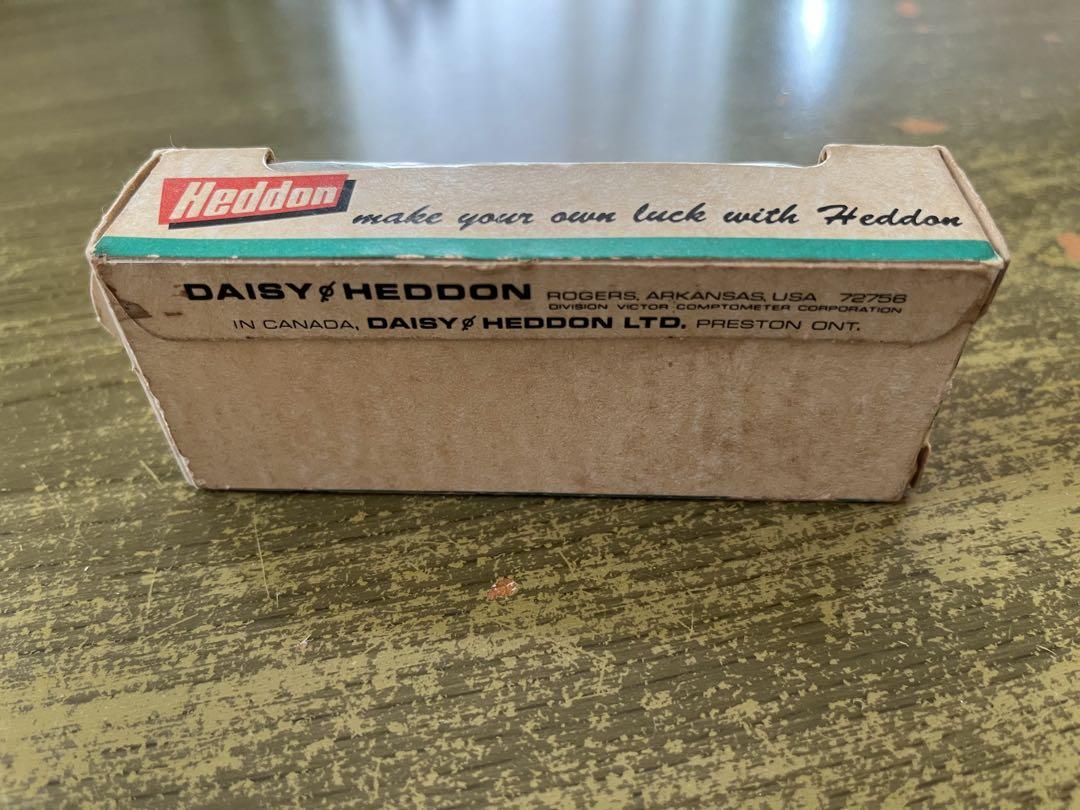 Heddon make your own luck with Heddon
DAISY & HEDDON ROGERS, ARKANSAS, USA 72756
DIVISION VICTOR COMPTOMETER CORPORATION
IN CANADA, DAISY & HEDDON LTD. PRESTON ONT.